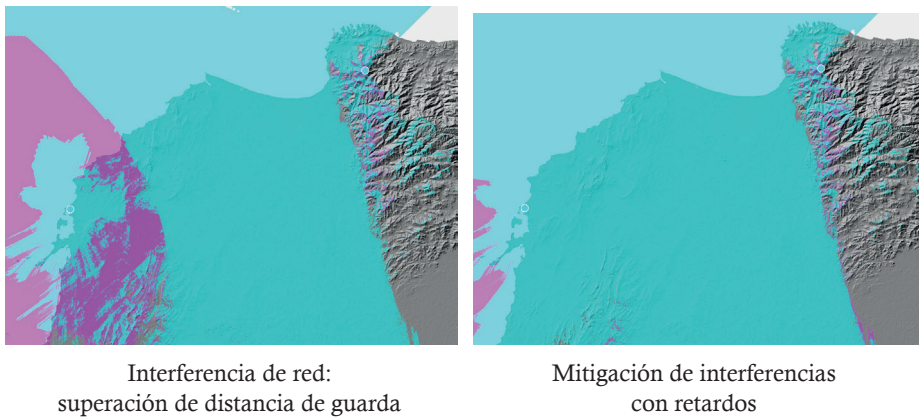 Interferencia de red:
superación de distancia de guarda
Mitigación de interferencias
con retardos